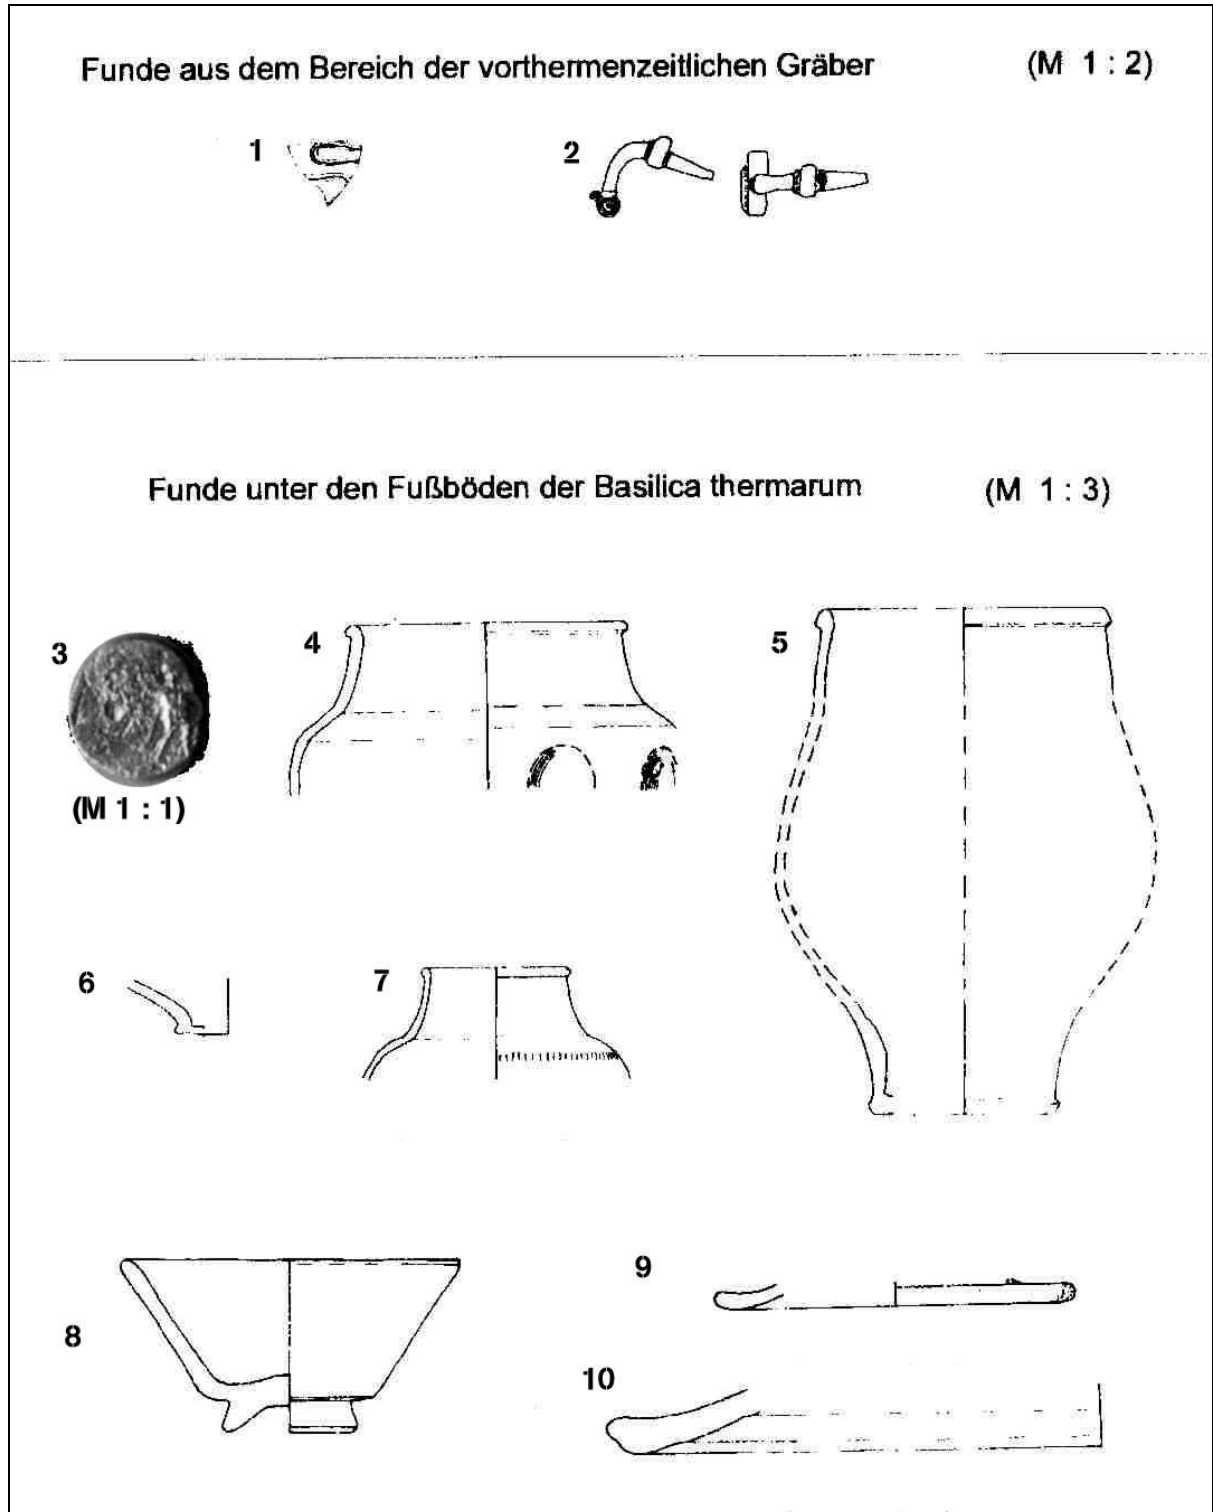 Funde aus dem Bereich der vorthermenzeitlichen Gräber (M 1 : 2)
1 2
Funde unter den Fußböden der Basilica thermarum (M 1 : 3)
3 4 5
(M 1 : 1)
6 7
8 9
10